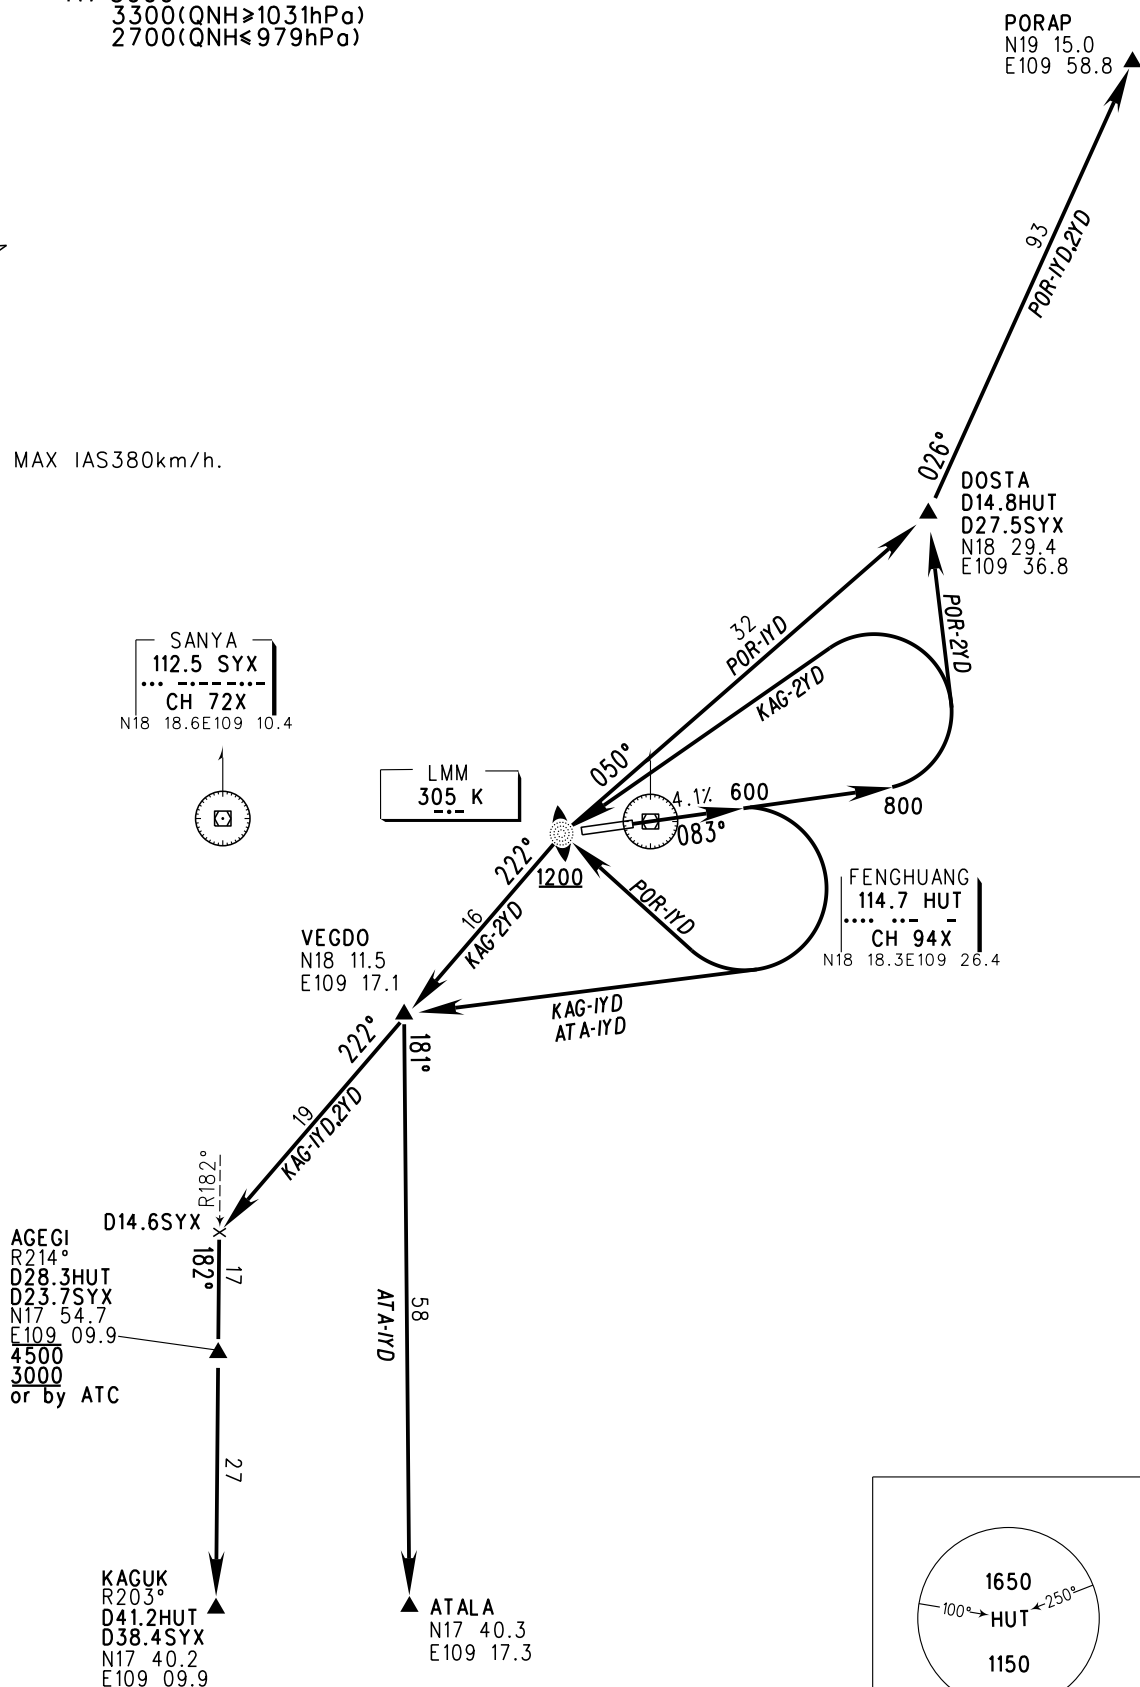 3300(QNH≥1031hPa)
2700(QNH≤979hPa)
PORAP
N19 15.0
E109 58.8
93
POR-1YD,2YD
MAX IAS380km/h.
026°
DOSTA
D14.8HUT
D27.5SYX
N18 29.4
E109 36.8
32
POR-1YD
POR-2YD
KAG-2YD
SANYA
112.5 SYX
CH 72X
N18 18.6E109 10.4
LMM
305 K
050°
4.1% 600
083°
800
222°
1200
POR-1YD
FENGHUANG
114.7 HUT
CH 94X
N18 18.3E109 26.4
16
KAG-2YD
VEGDO
N18 11.5
E109 17.1
KAG-1YD
ATA-1YD
222°
181°
19
KAG-1YD,2YD
R182°
D14.6SYX
182°
17
AGEGI
R214°
D28.3HUT
D23.7SYX
N17 54.7
E109 09.9
4500
3000
or by ATC
58
ATA-1YD
27
KAGUK
R203°
D41.2HUT
D38.4SYX
N17 40.2
E109 09.9
ATALA
N17 40.3
E109 17.3
1650
100° HUT 250°
1150